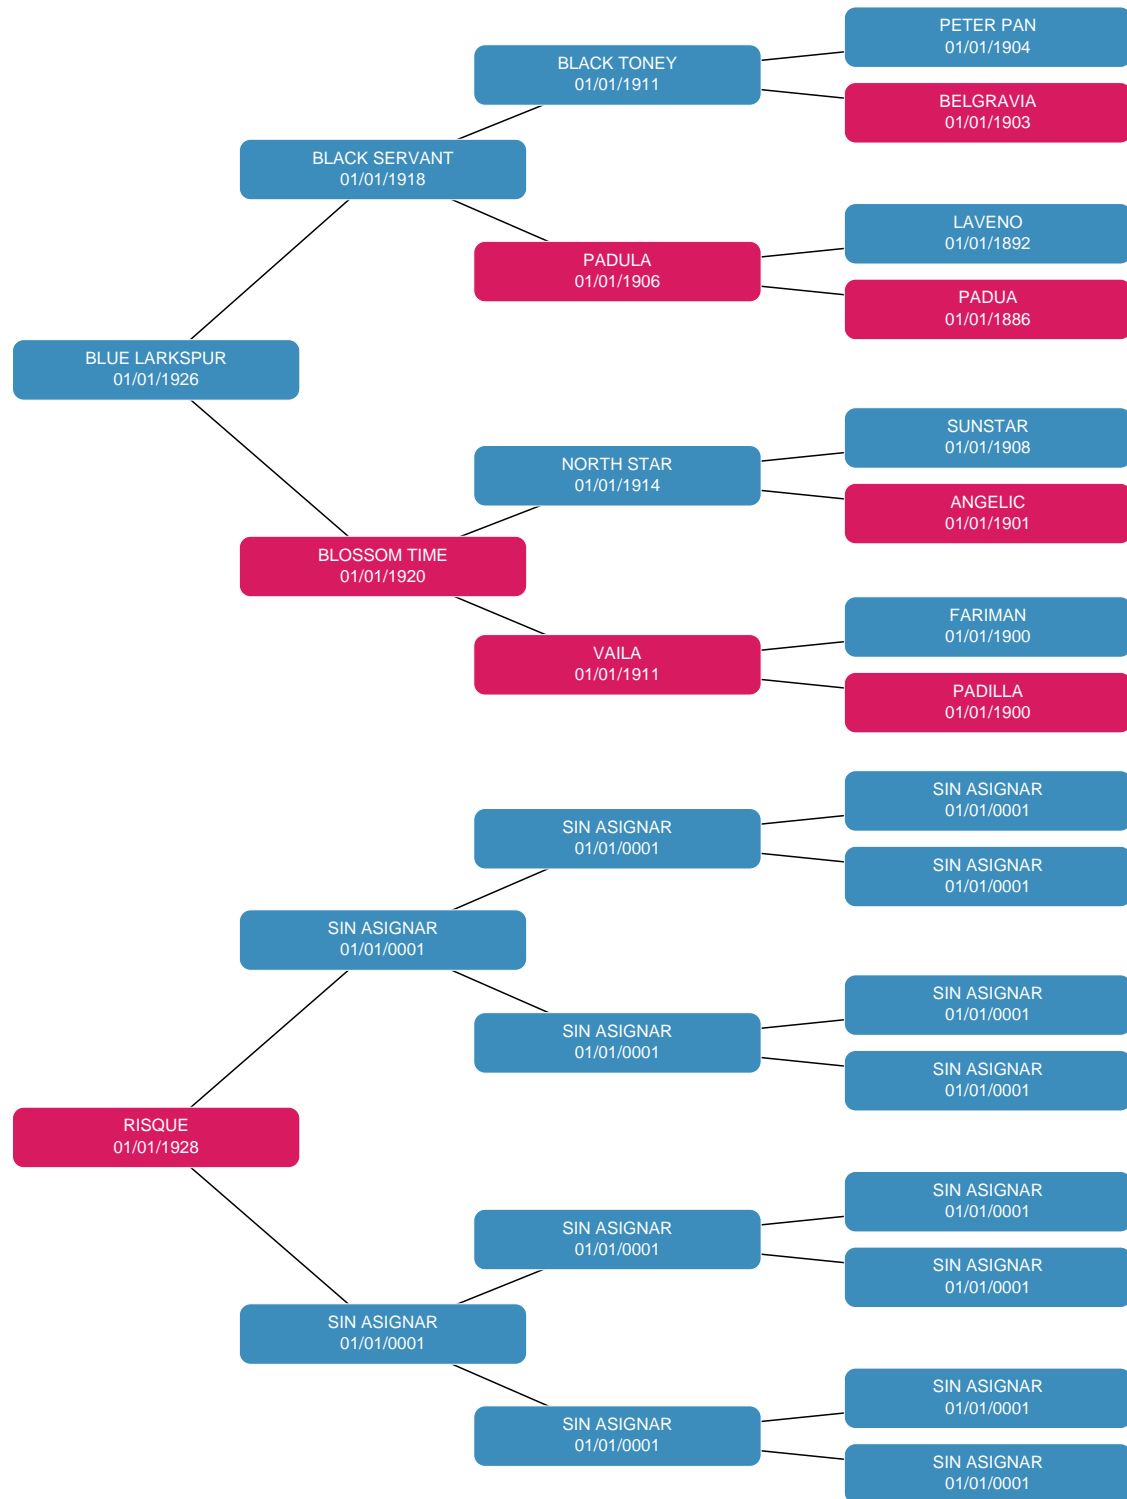 PETER PAN
01/01/1904
BLACK TONEY
01/01/1911
BELGRAVIA
01/01/1903
BLACK SERVANT
01/01/1918
LAVENO
01/01/1892
PADULA
01/01/1906
PADUA
01/01/1886
BLUE LARKSPUR
01/01/1926
SUNSTAR
01/01/1908
NORTH STAR
01/01/1914
ANGELIC
01/01/1901
BLOSSOM TIME
01/01/1920
FARIMAN
01/01/1900
VAILA
01/01/1911
PADILLA
01/01/1900
SIN ASIGNAR
01/01/0001
SIN ASIGNAR
01/01/0001
SIN ASIGNAR
01/01/0001
SIN ASIGNAR
01/01/0001
SIN ASIGNAR
01/01/0001
SIN ASIGNAR
01/01/0001
SIN ASIGNAR
01/01/0001
RISQUE
01/01/1928
SIN ASIGNAR
01/01/0001
SIN ASIGNAR
01/01/0001
SIN ASIGNAR
01/01/0001
SIN ASIGNAR
01/01/0001
SIN ASIGNAR
01/01/0001
SIN ASIGNAR
01/01/0001
SIN ASIGNAR
01/01/0001